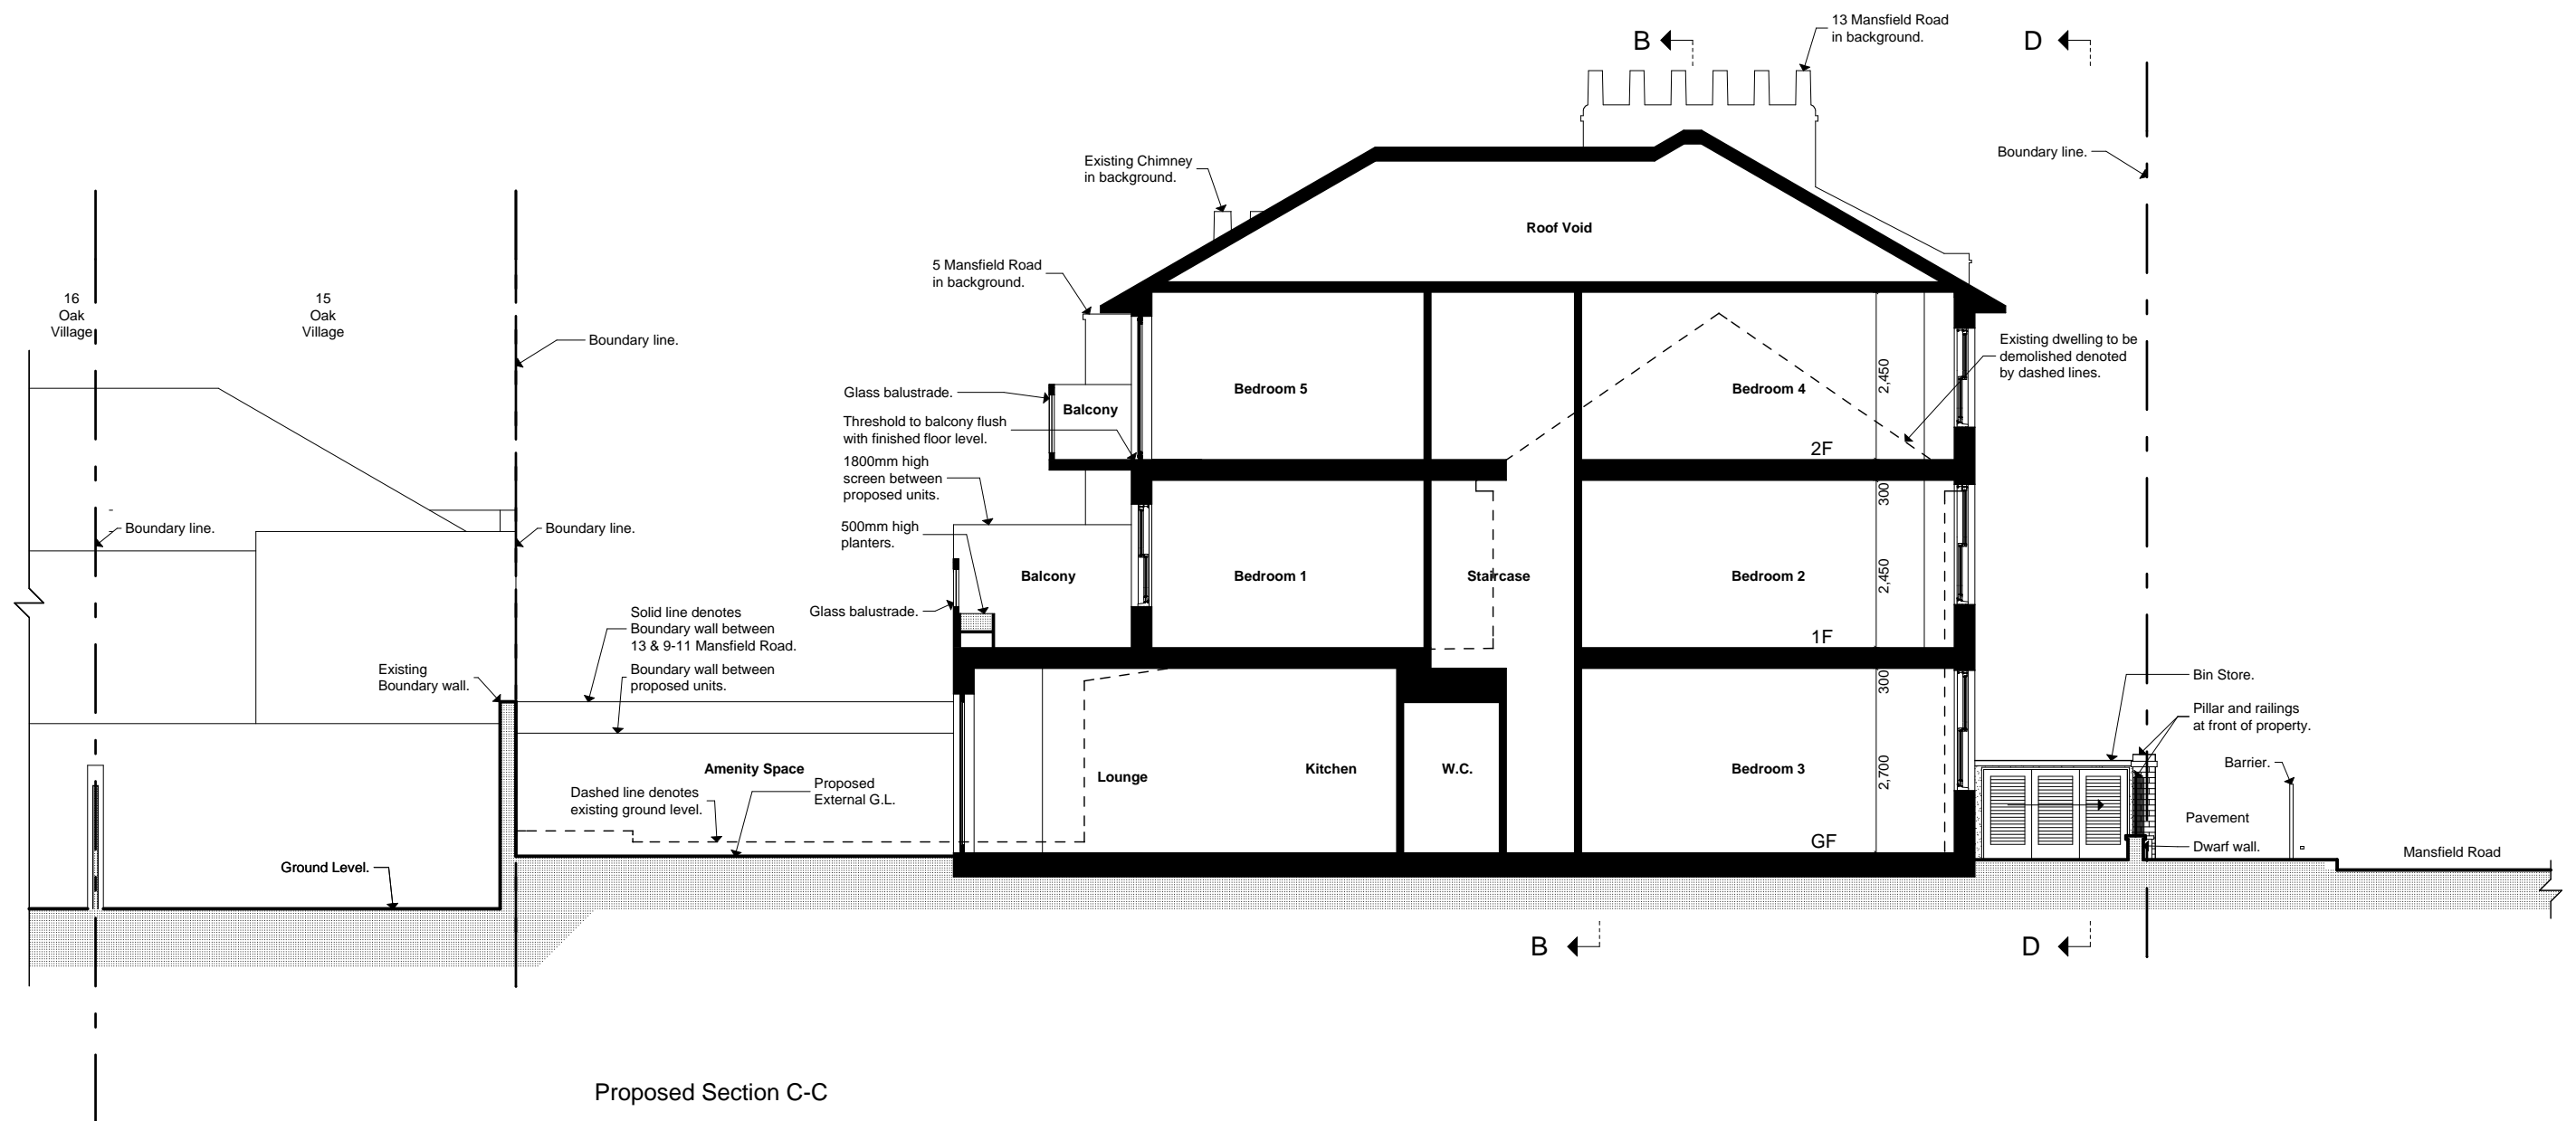 13 Mansfield Road
in background.
B
D
Boundary line.
Existing Chimney
in background.
Roof Void
5 Mansfield Road
in background.
16
Oak
Village
15
Oak
Village
Boundary line.
Existing dwelling to be
demolished denoted
by dashed lines.
Glass balustrade.
Balcony
Bedroom 5
Bedroom 4
2,450
Threshold to balcony flush
with finished floor level.
2F
1800mm high
screen between
proposed units.
300
Boundary line.
Boundary line.
500mm high
planters.
Balcony
Bedroom 1
Staircase
Bedroom 2
2,450
Glass balustrade.
Solid line denotes
Boundary wall between
13 & 9-11 Mansfield Road.
1F
Existing
Boundary wall.
Boundary wall between
proposed units.
300
Bin Store.
Pillar and railings
at front of property.
Amenity Space
Lounge
Kitchen
W.C.
Bedroom 3
2,700
Barrier.
Dashed line denotes
existing ground level.
Proposed
External G.L.
Pavement
GF
Dwarf wall.
Mansfield Road
Ground Level.
B
D
Proposed Section C-C